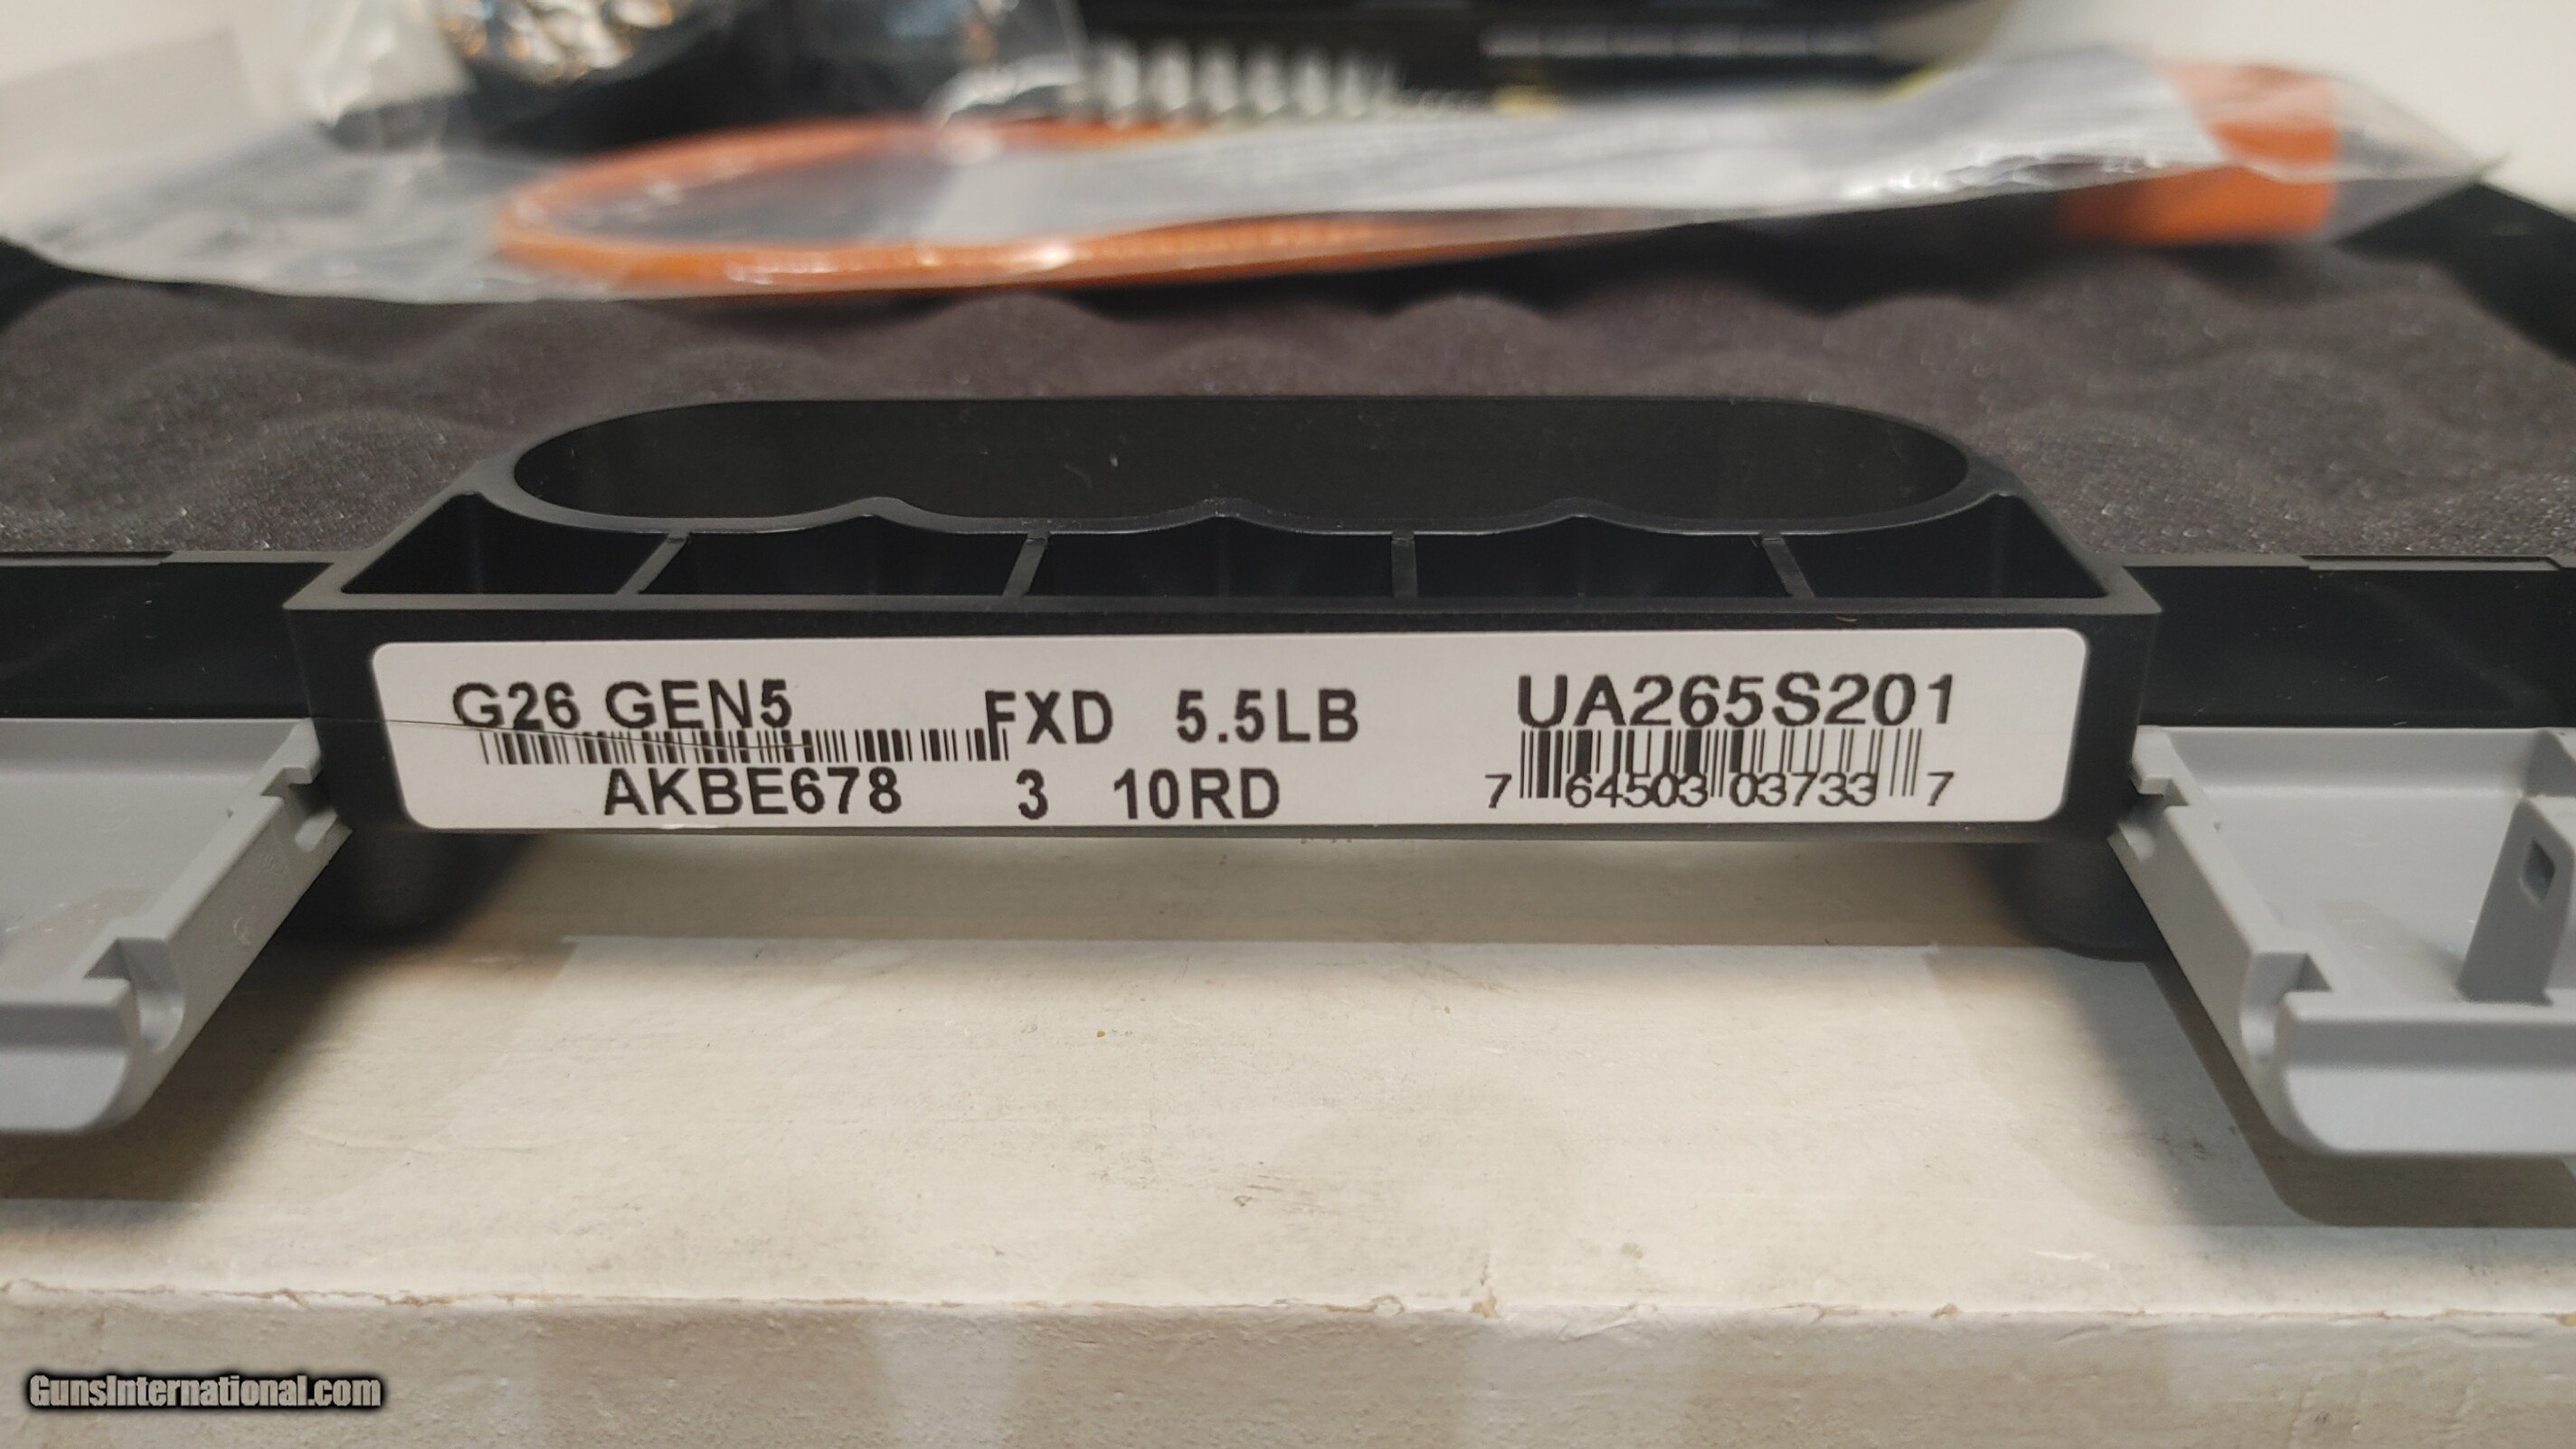 G26 GEN5 FXD 5.5LB UA265S201
AKBE678 3 10RD 7 64503 03733 7
GunsInternational.com